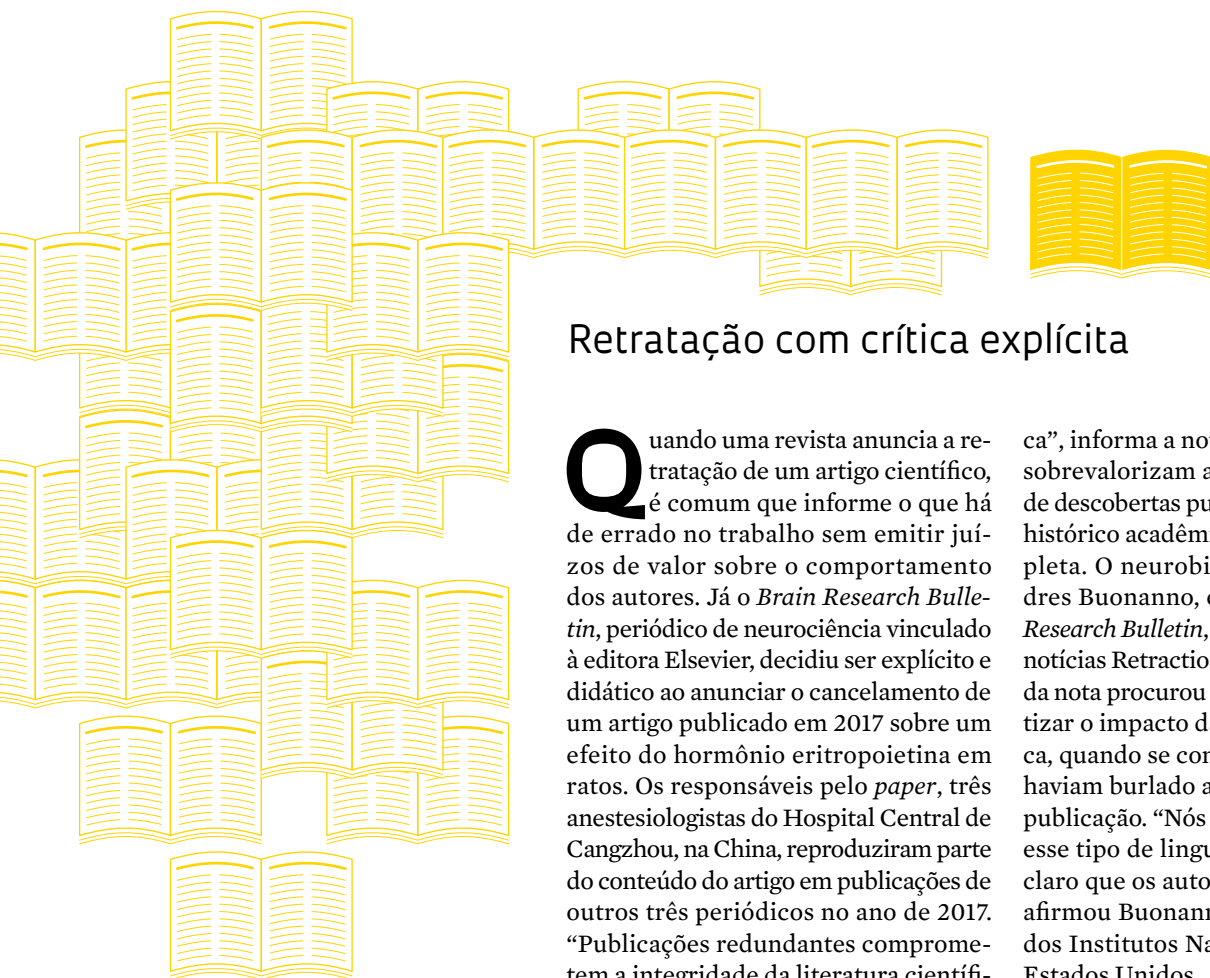 Retratação com crítica explícita
Quando uma revista anuncia a re-
tratação de um artigo científico,
é comum que informe o que há
de errado no trabalho sem emitir juí-
zos de valor sobre o comportamento
dos autores. Já o Brain Research Bulle-
tin, periódico de neurociência vinculado
à editora Elsevier, decidiu ser explícito e
didático ao anunciar o cancelamento de
um artigo publicado em 2017 sobre um
efeito do hormônio eritropoietina em
ratos. Os responsáveis pelo paper, três
anestesiologistas do Hospital Central de
Cangzhou, na China, reproduziram parte
do conteúdo do artigo em publicações de
outros três periódicos no ano de 2017.
“Publicações redundantes comprome-
tem a integridade da literatura científi-
ca”, informa a
sobrevalorizam
de descobertas
histórico
pleta. O
dres Buonanno,
Research Bulletin,
notícias
da nota procurou
tizar o impacto
ca, quando se
haviam burlado
publicação. “Nós
esse tipo de
claro que os
afirmou
dos Institutos
Estados Unidos